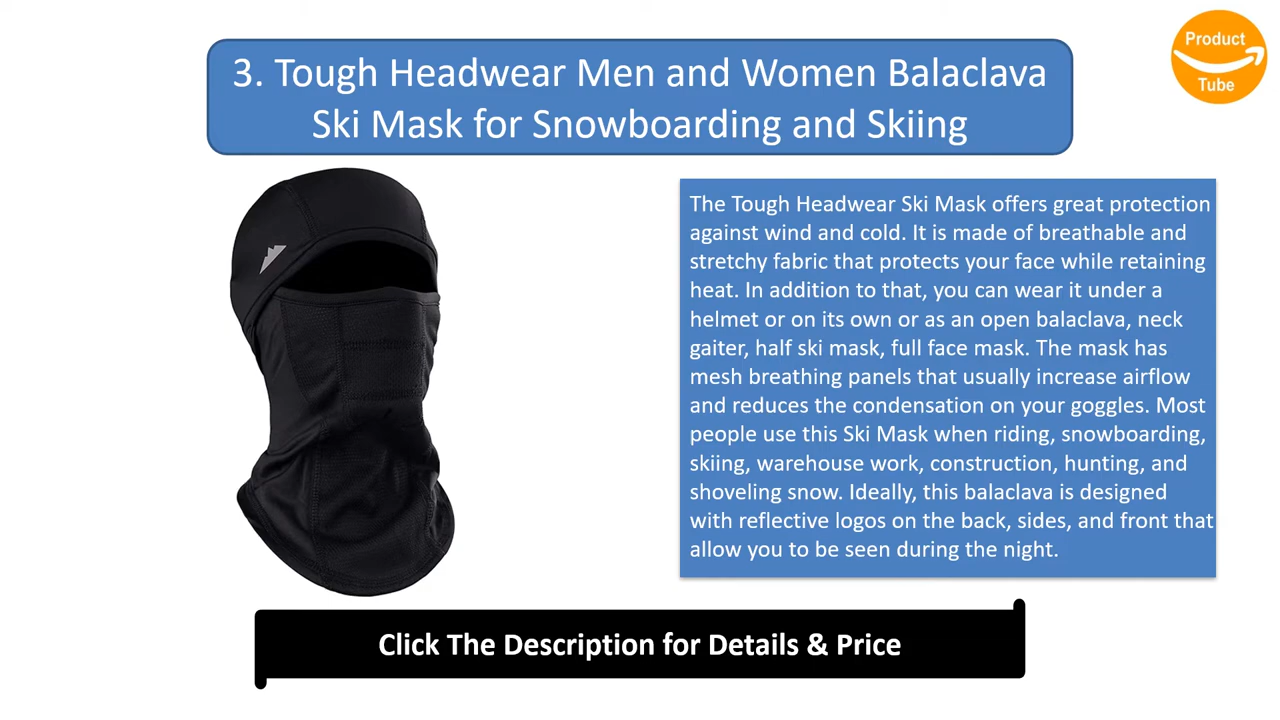 Product
Tube
3. Tough Headwear Men and Women Balaclava
Ski Mask for Snowboarding and Skiing
The Tough Headwear Ski Mask offers great protection
against wind and cold. It is made of breathable and
stretchy fabric that protects your face while retaining
heat. In addition to that, you can wear it under a
helmet or on its own or as an open balaclava, neck
gaiter, half ski mask, full face mask. The mask has
mesh breathing panels that usually increase airflow
and reduces the condensation on your goggles. Most
people use this Ski Mask when riding, snowboarding,
skiing, warehouse work, construction, hunting, and
shoveling snow. Ideally, this balaclava is designed
with reflective logos on the back, sides, and front that
allow you to be seen during the night.
Click The Description for Details & Price